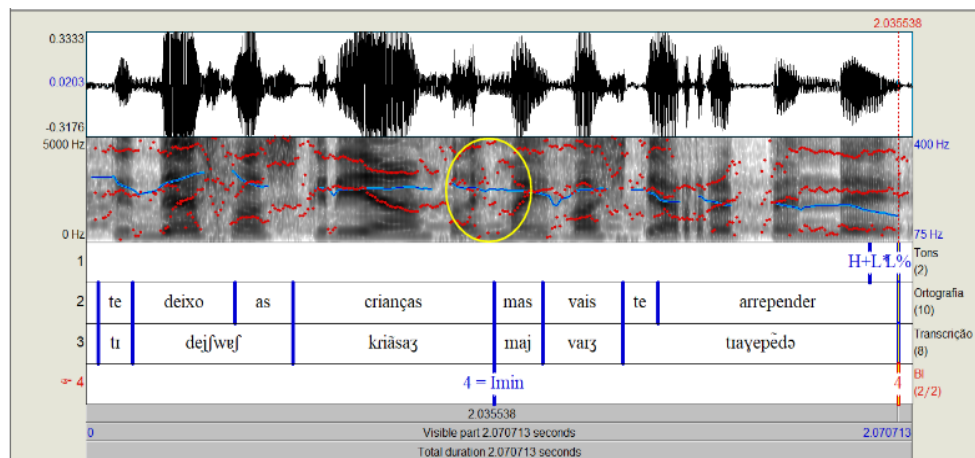 2.035538
0.3333
0.0203
-0.3176
5000 Hz
400 Hz
0 Hz
75 Hz
1
H+L*L%
Tons
(2)
2
te deixo as crianças mas vais te arrepender
Ortografia
(10)
3
tɪ dejʃwɐʃ kriãsaʒ maj vaɪʒ tɪaɣepẽdɔ
Transcrição
(8)
4
4 = Imin
4
BI
(2/2)
2.035538
0
Visible part 2.070713 seconds
2.070713
Total duration 2.070713 seconds